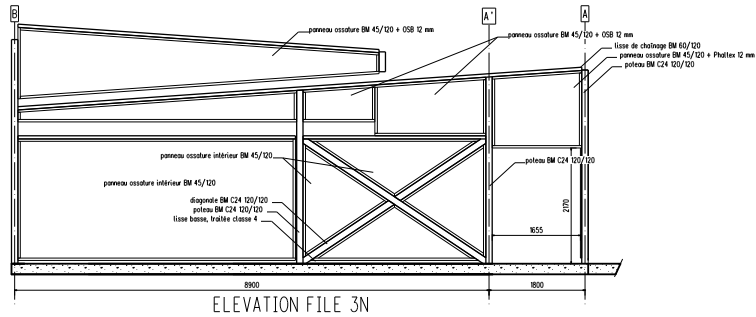 B
A'
A
panneau ossature BM 45/120 + OSB 12 mm
panneau ossature BM 45/120 + OSB 12 mm
lisse de chaînage BM 60/120
panneau ossature BM 45/120 + Phaltex 12 mm
poteau BM C24 120/120
panneau ossature intérieur BM 45/120
poteau BM C24 120/120
panneau ossature intérieur BM 45/120
diagonale BM C24 120/120
poteau BM C24 120/120
lisse basse, traitée classe 4
2170
1655
8900
1800
ELEVATION FILE 3N